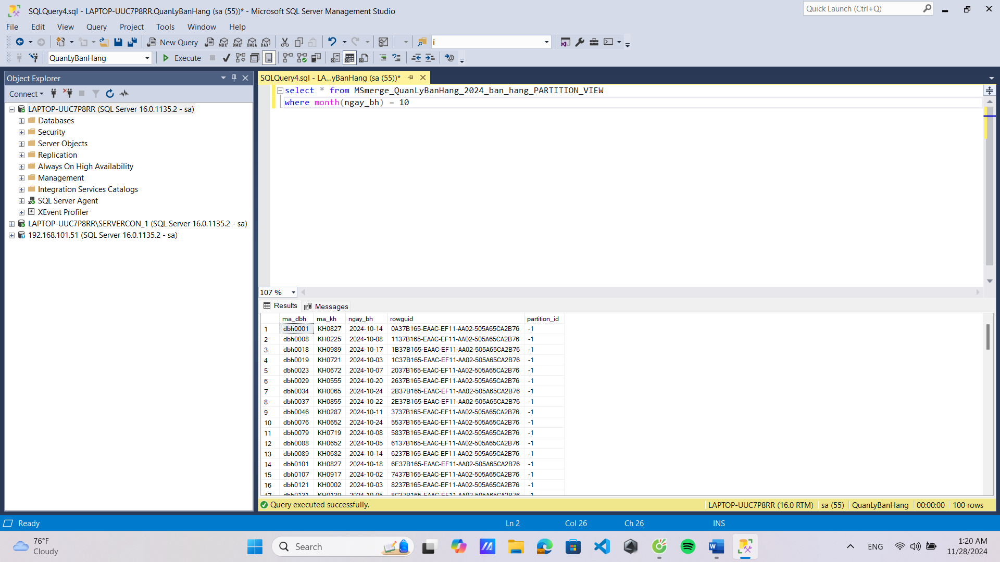 SQLQuery4.sql - LAPTOP-UUC7P8RR.QuanLyBanHang (sa (55))* - Microsoft SQL Server Management Studio
Quick Launch (Ctrl+Q)
File Edit View Query Project Tools Window Help
New Query MDX DMX XMLA DAX i
QuanLyBanHang Execute
Object Explorer
Connect
LAPTOP-UUC7P8RR (SQL Server 16.0.1135.2 - sa)
Databases
Security
Server Objects
Replication
Always On High Availability
Management
Integration Services Catalogs
SQL Server Agent
XEvent Profiler
LAPTOP-UUC7P8RR\SERVERCON_1 (SQL Server 16.0.1135.2 - sa)
192.168.101.51 (SQL Server 16.0.1135.2 - sa)
SQLQuery4.sql - LA...yBanHang (sa (55))*
select * from MSmerge_QuanLyBanHang_2024_ban_hang_PARTITION_VIEW
where month(ngay_bh) = 10
107 %
Results Messages
ma_dbh ma_kh ngay_bh rowguid partition_id
1 dbh0001 KH0827 2024-10-14 0A37B165-EAAC-EF11-AA02-505A65CA2B76 -1
2 dbh0008 KH0225 2024-10-08 1137B165-EAAC-EF11-AA02-505A65CA2B76 -1
3 dbh0018 KH0989 2024-10-17 1B37B165-EAAC-EF11-AA02-505A65CA2B76 -1
4 dbh0019 KH0721 2024-10-03 1C37B165-EAAC-EF11-AA02-505A65CA2B76 -1
5 dbh0023 KH0672 2024-10-07 2037B165-EAAC-EF11-AA02-505A65CA2B76 -1
6 dbh0029 KH0555 2024-10-20 2637B165-EAAC-EF11-AA02-505A65CA2B76 -1
7 dbh0034 KH0065 2024-10-24 2B37B165-EAAC-EF11-AA02-505A65CA2B76 -1
8 dbh0037 KH0855 2024-10-22 2E37B165-EAAC-EF11-AA02-505A65CA2B76 -1
9 dbh0046 KH0287 2024-10-11 3737B165-EAAC-EF11-AA02-505A65CA2B76 -1
10 dbh0076 KH0652 2024-10-24 5537B165-EAAC-EF11-AA02-505A65CA2B76 -1
11 dbh0079 KH0719 2024-10-08 5837B165-EAAC-EF11-AA02-505A65CA2B76 -1
12 dbh0088 KH0652 2024-10-05 6137B165-EAAC-EF11-AA02-505A65CA2B76 -1
13 dbh0089 KH0682 2024-10-14 6237B165-EAAC-EF11-AA02-505A65CA2B76 -1
14 dbh0101 KH0827 2024-10-18 6E37B165-EAAC-EF11-AA02-505A65CA2B76 -1
15 dbh0107 KH0917 2024-10-02 7437B165-EAAC-EF11-AA02-505A65CA2B76 -1
16 dbh0121 KH0002 2024-10-03 8237B165-EAAC-EF11-AA02-505A65CA2B76 -1
17 dbh0131 KH0139 2024-10-05 8C37B165-EAAC-EF11-AA02-505A65CA2B76 -1
Query executed successfully. LAPTOP-UUC7P8RR (16.0 RTM) sa (55) QuanLyBanHang 00:00:00 100 rows
Ready Ln 2 Col 26 Ch 26 INS
76°F
Cloudy
Search
ENG
1:20 AM
11/28/2024